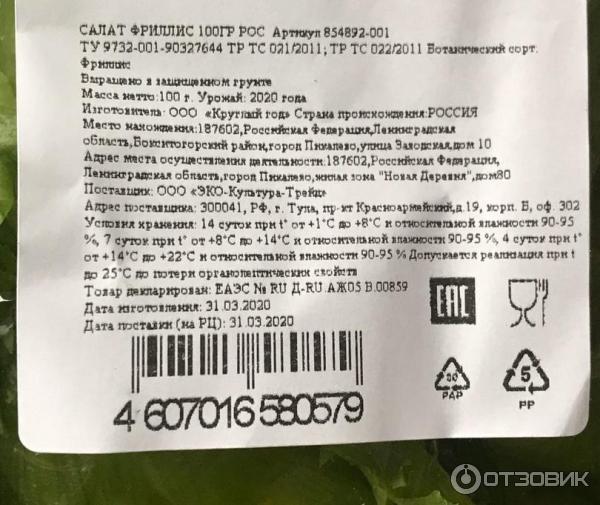 САЛАТ ФРИЛЛИС 100ГР РОС Артикул 854892-001
ТУ 9732-001-90327644 ТР ТС 021/2011; ТР ТС 022/2011 Ботанический сорт:
Фриллис
Выращено в защищенном грунте
Масса нетто:100 г. Урожай: 2020 года
Изготовитель: ООО «Круглый год» Страна происхождения:РОССИЯ
Место нахождения:187602,Российская Федерация,Ленинградская
область,Бокситогорский район,город Пикалево,улица Заводская,дом 10
Адрес места осуществления деятельности:187602,Российская Федерация,
Ленинградская область,город Пикалево,жилая зона "Новая Деревня",дом80
Поставщик: ООО «ЭКО-Культура-Трейд»
Адрес поставщика: 300041, РФ, г. Тула, пр-кт Красноармейский,д.19, корп. Б, оф. 302
Условия хранения: 14 суток при t° от +1°С до +8°С и относительной влажности 90-95
%, 7 суток при t° от +8°С до +14°С и относительной влажности 90-95 %, 4 суток при t°
от +14°С до +22°С и относительной влажности 90-95 % Допускается реализация при t
до 25°С до потери органолептических свойств
Товар декларирован: ЕАЭС № RU Д-RU.АЖ05.В.00859
Дата изготовления: 31.03.2020
Дата поставки (на РЦ): 31.03.2020
EAC
4 607016 580579
20 PAP
5 PP
ОТЗОВИК